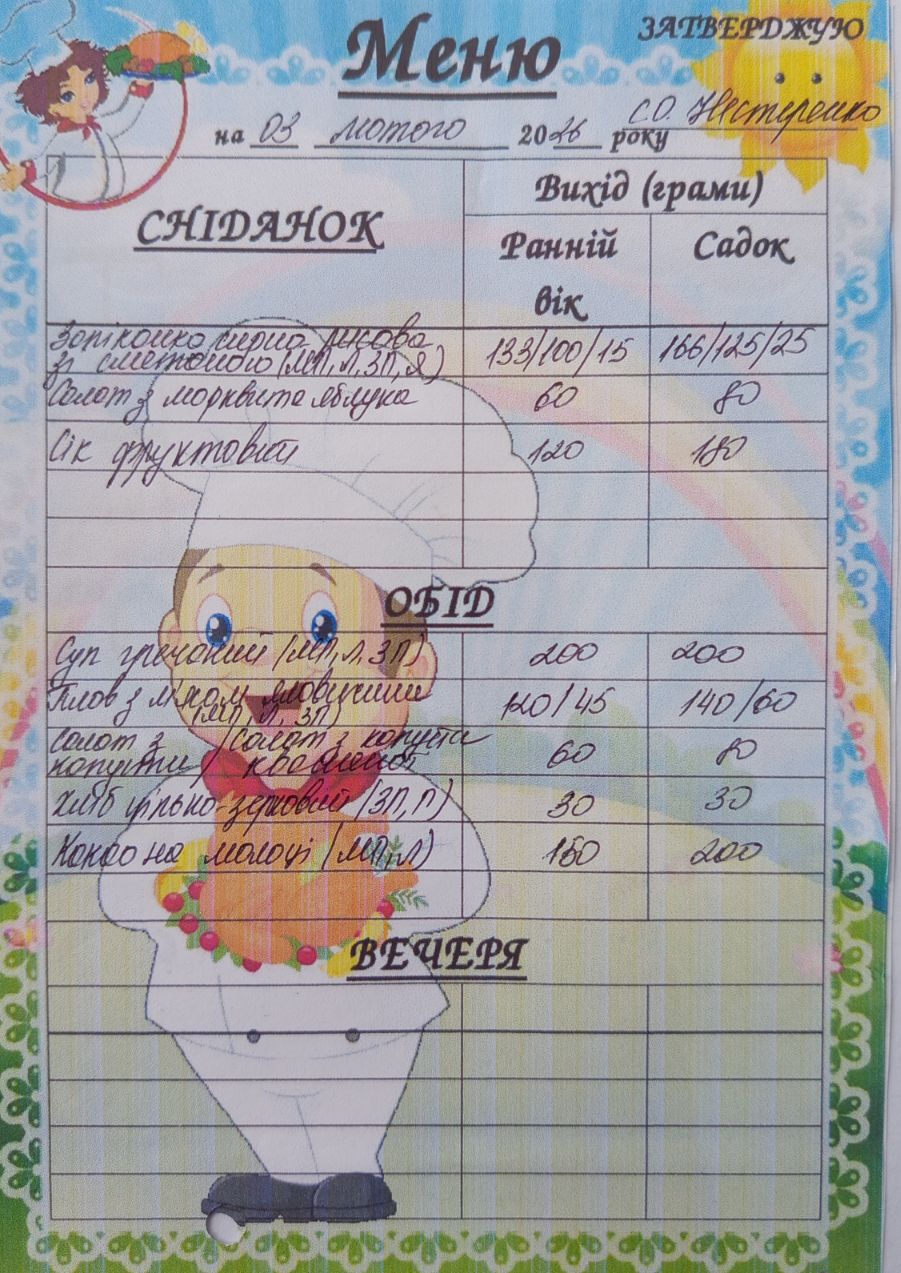 Меню
ЗАТВЕРДЖУЮ
С.О. Нестеренко
на 03 лютого 2026 року
СНІДАНОК
Вихід (грами)
Ранній вік
Садок
Запіканка сирна рисова
зі сметаною (МП, Л, ЗП, Я) 133/100/15 166/125/25
Салат з моркви та яблука 60 80
Сік фруктовий 120 180
ОБІД
Суп гречаний (МП, Л, ЗП) 200 200
Плов з м'ясом яловичини
(МП, Л, ЗП) 120/45 140/60
Салат з / Салат з капусти
капусти / квашеної 60 80
Хліб цільнозерновий (ЗП, Г) 30 30
Какао на молоці (МП, Л) 150 200
ВЕЧЕРЯ